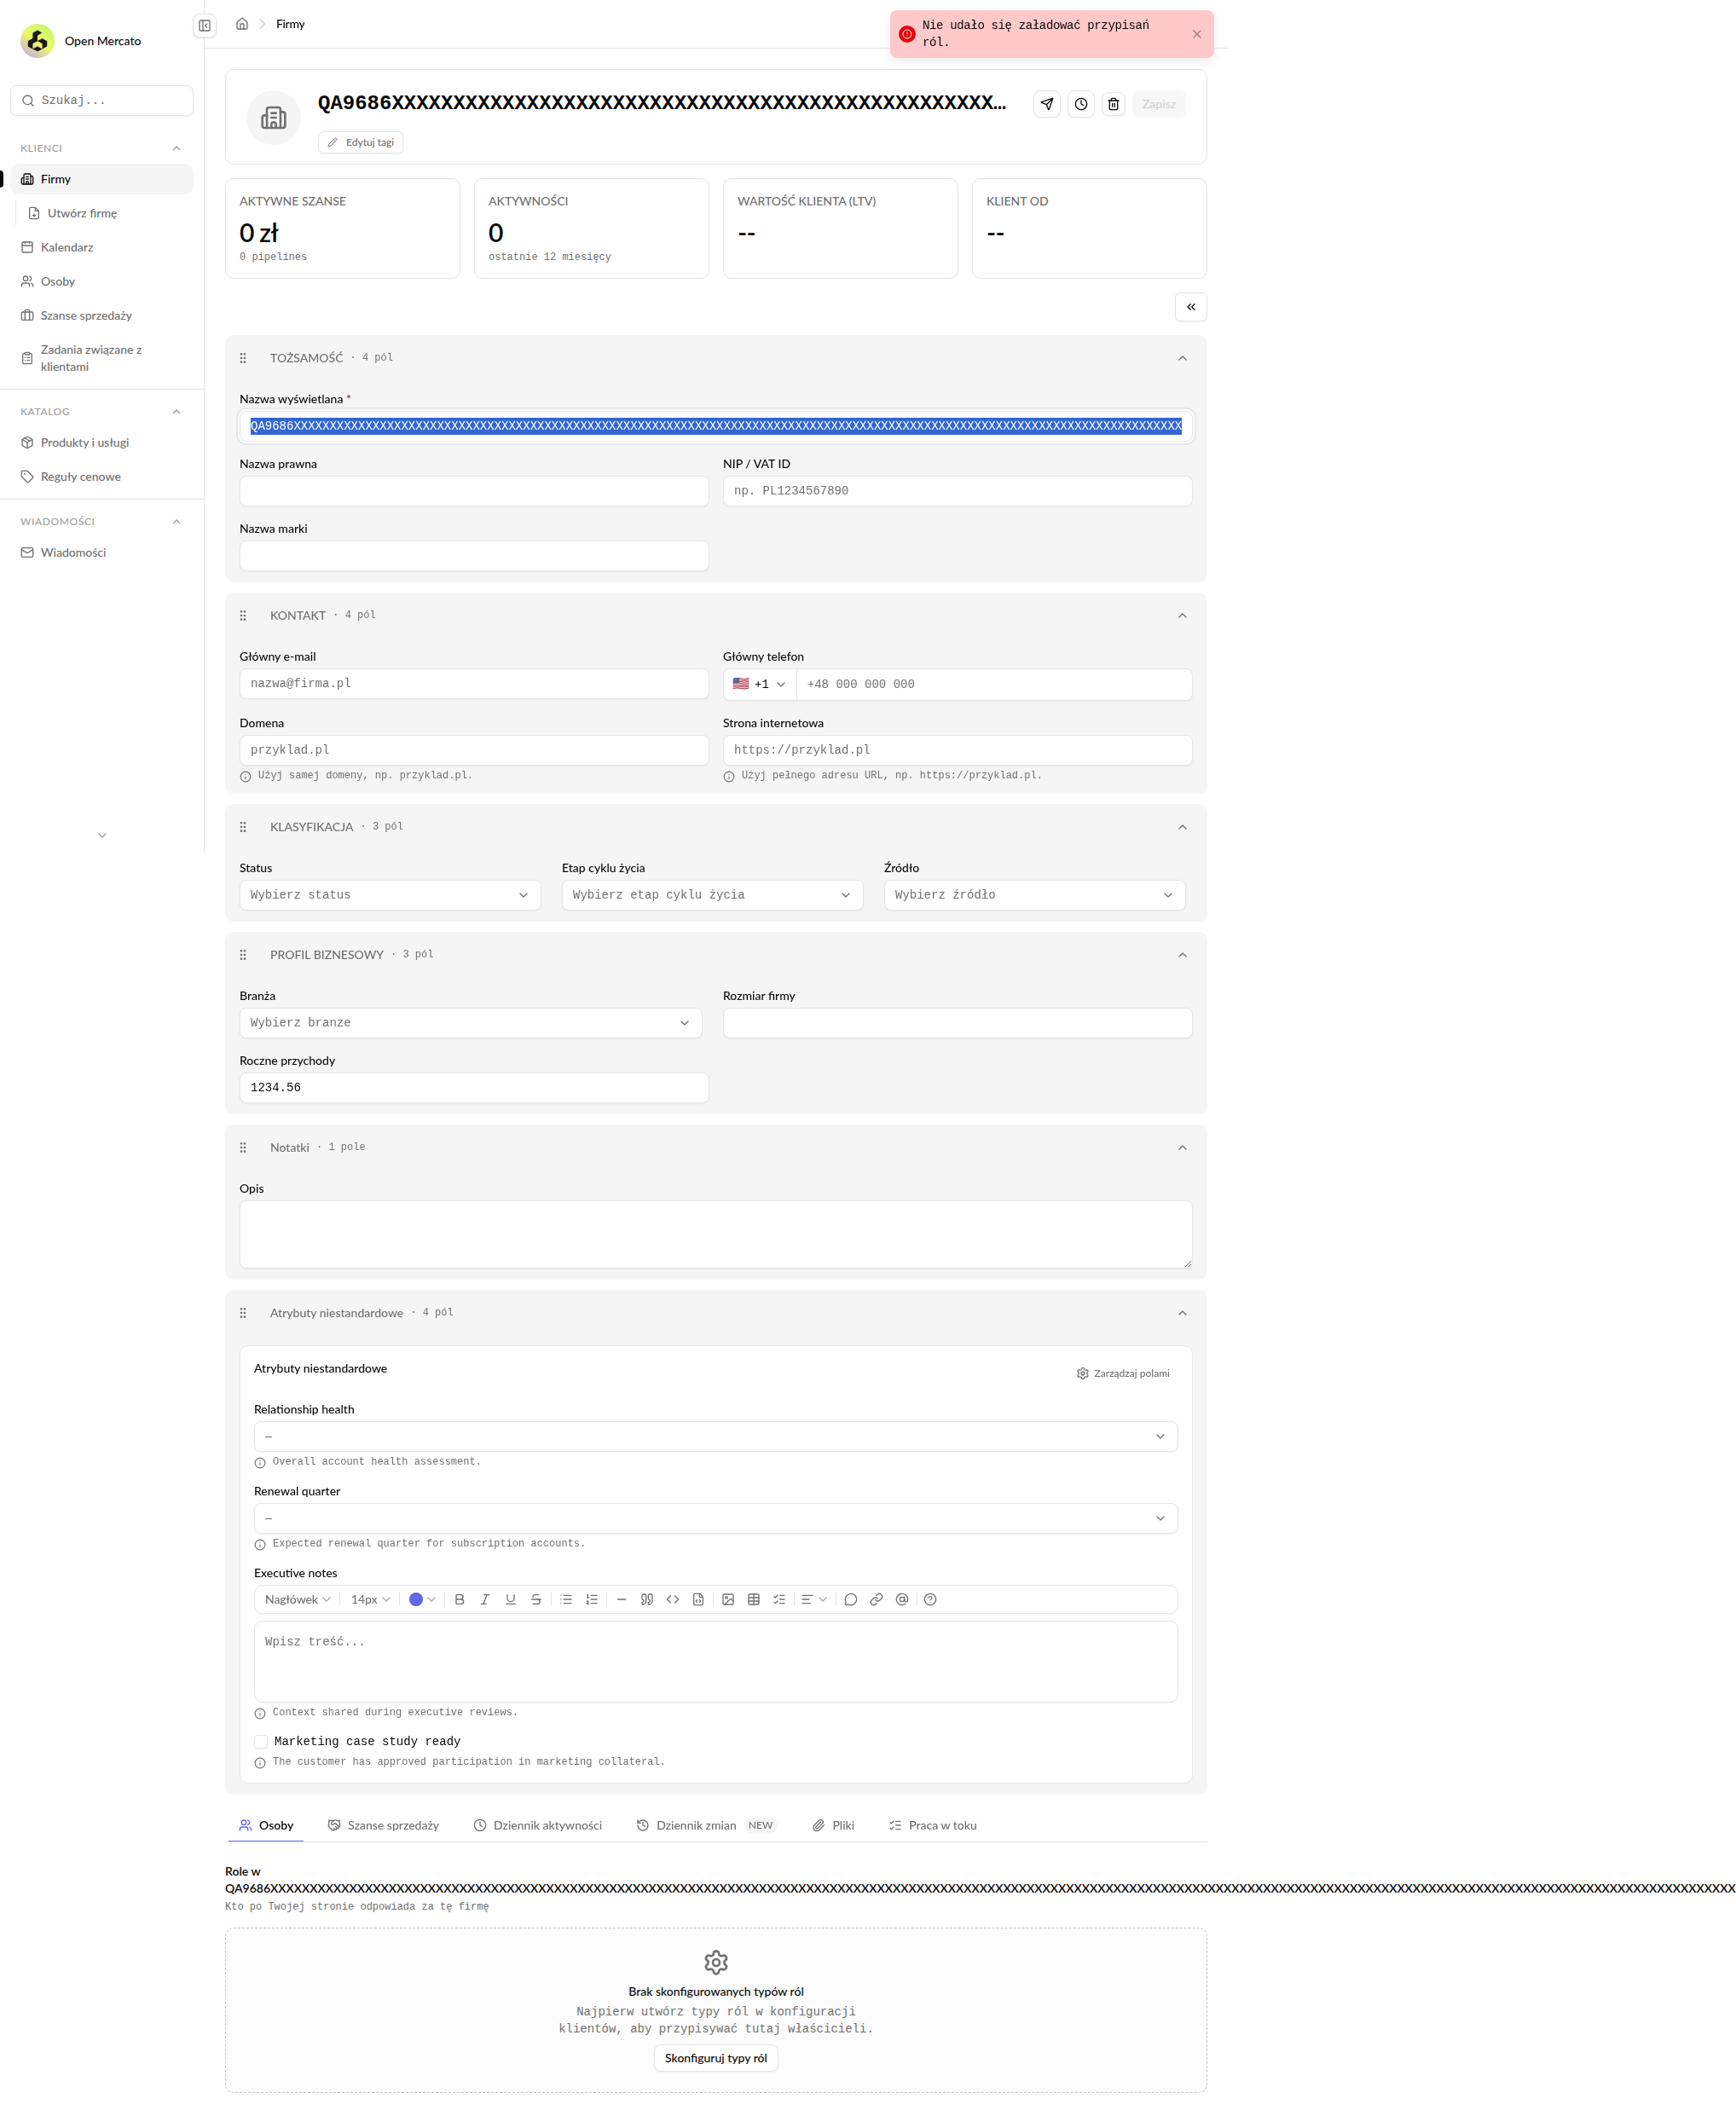 Open Mercato
Firmy
Nie udało się załadować przypisań
ról.
Szukaj...
KLIENCI
Firmy
Utwórz firmę
Kalendarz
Osoby
Szanse sprzedaży
Zadania związane z
klientami
KATALOG
Produkty i usługi
Reguły cenowe
WIADOMOŚCI
Wiadomości
Edytuj tagi
Zapisz
AKTYWNE SZANSE
0 zł
0 pipelines
AKTYWNOŚCI
0
ostatnie 12 miesięcy
WARTOŚĆ KLIENTA (LTV)
--
KLIENT OD
--
TOŻSAMOŚĆ · 4 pól
Nazwa wyświetlana *
Nazwa prawna
NIP / VAT ID
np. PL1234567890
Nazwa marki
KONTAKT · 4 pól
Główny e-mail
Główny telefon
nazwa@firma.pl
+1
+48 000 000 000
Domena
Strona internetowa
przyklad.pl
https://przyklad.pl
Użyj samej domeny, np. przyklad.pl.
Użyj pełnego adresu URL, np. https://przyklad.pl.
KLASYFIKACJA · 3 pól
Status
Etap cyklu życia
Źródło
Wybierz status
Wybierz etap cyklu życia
Wybierz źródło
PROFIL BIZNESOWY · 3 pól
Branża
Rozmiar firmy
Wybierz branze
Roczne przychody
1234.56
Notatki · 1 pole
Opis
Atrybuty niestandardowe · 4 pól
Atrybuty niestandardowe
Zarządzaj polami
Relationship health
—
Overall account health assessment.
Renewal quarter
—
Expected renewal quarter for subscription accounts.
Executive notes
Nagłówek
14px
Wpisz treść...
Context shared during executive reviews.
Marketing case study ready
The customer has approved participation in marketing collateral.
Osoby
Szanse sprzedaży
Dziennik aktywności
Dziennik zmian NEW
Pliki
Praca w toku
Role w
Kto po Twojej stronie odpowiada za tę firmę
Brak skonfigurowanych typów ról
Najpierw utwórz typy ról w konfiguracji
klientów, aby przypisywać tutaj właścicieli.
Skonfiguruj typy ról